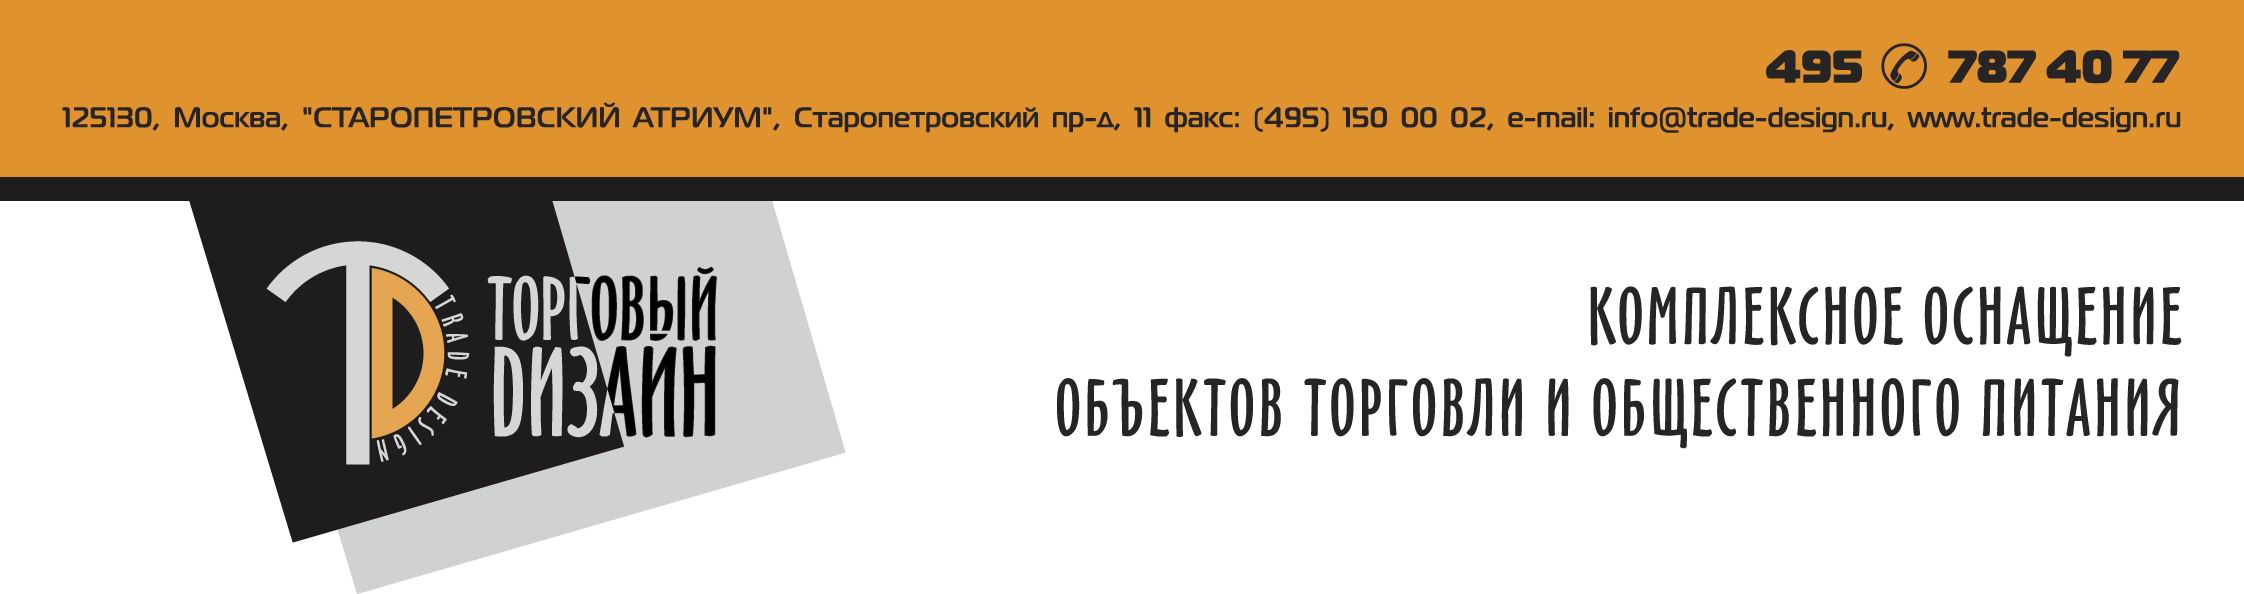 495 787 40 77
125130, Москва, "СТАРОПЕТРОВСКИЙ АТРИУМ", Старопетровский пр-д, 11 факс: (495) 150 00 02, e-mail: info@trade-design.ru, www.trade-design.ru
TD
TRADE DESIGN
ТОРГОВЫЙ
DИЗАЙН
КОМПЛЕКСНОЕ ОСНАЩЕНИЕ
ОБЪЕКТОВ ТОРГОВЛИ И ОБЩЕСТВЕННОГО ПИТАНИЯ